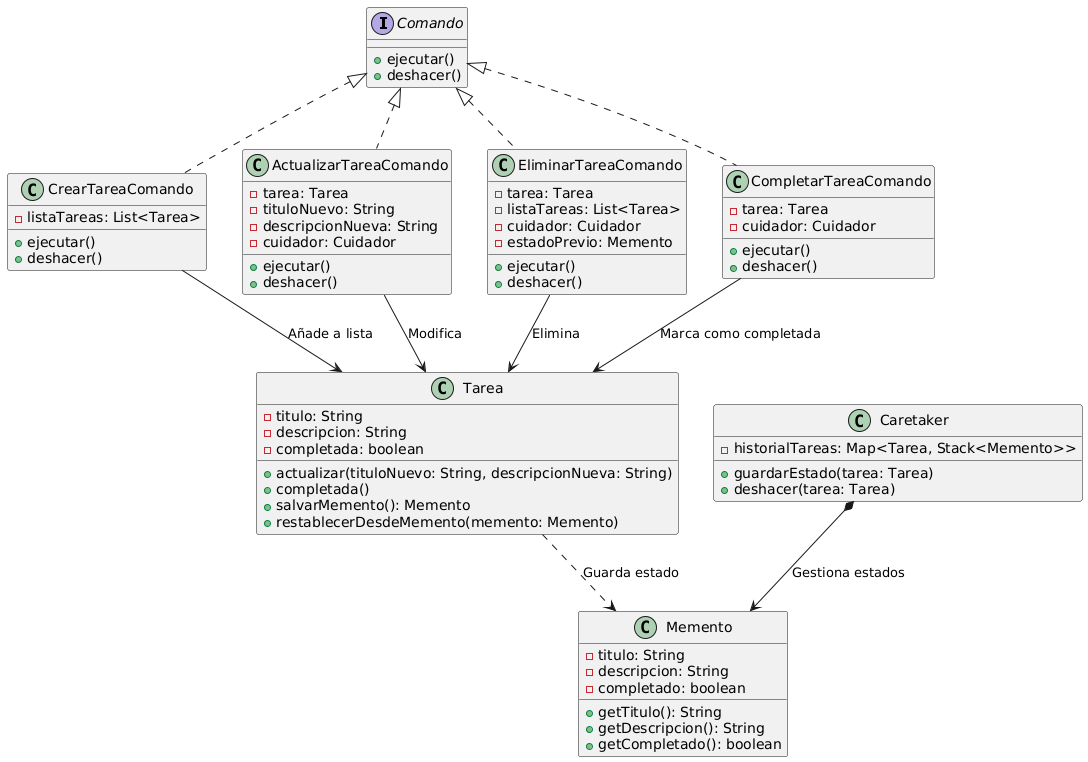 I Comando
ejecutar()
deshacer()
C CrearTareaComando
listaTareas: List<Tarea>
ejecutar()
deshacer()
C ActualizarTareaComando
tarea: Tarea
tituloNuevo: String
descripcionNueva: String
cuidador: Cuidador
ejecutar()
deshacer()
C EliminarTareaComando
tarea: Tarea
listaTareas: List<Tarea>
cuidador: Cuidador
estadoPrevio: Memento
ejecutar()
deshacer()
C CompletarTareaComando
tarea: Tarea
cuidador: Cuidador
ejecutar()
deshacer()
Añade a lista
Modifica
Elimina
Marca como completada
C Tarea
titulo: String
descripcion: String
completada: boolean
actualizar(tituloNuevo: String, descripcionNueva: String)
completada()
salvarMemento(): Memento
restablecerDesdeMemento(memento: Memento)
C Caretaker
historialTareas: Map<Tarea, Stack<Memento>>
guardarEstado(tarea: Tarea)
deshacer(tarea: Tarea)
Guarda estado
Gestiona estados
C Memento
titulo: String
descripcion: String
completado: boolean
getTitulo(): String
getDescripcion(): String
getCompletado(): boolean